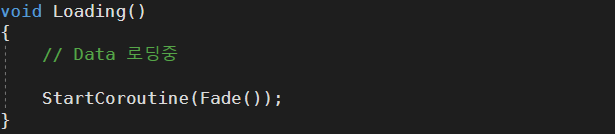 void Loading()
{
// Data 로딩중
StartCoroutine(Fade());
}